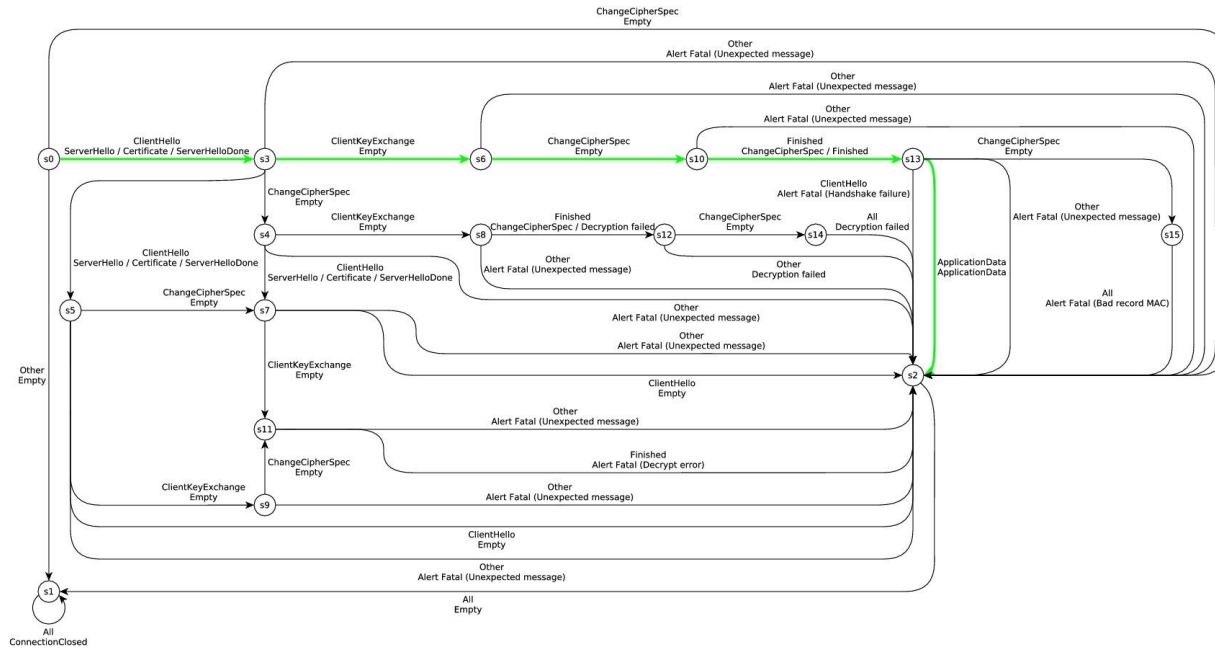 ChangeCipherSpec
Empty
Other
Alert Fatal (Unexpected message)
Other
Alert Fatal (Unexpected message)
Other
Alert Fatal (Unexpected message)
ClientHello
ServerHello / Certificate / ServerHelloDone
ClientKeyExchange
Empty
ChangeCipherSpec
Empty
Finished
ChangeCipherSpec / Finished
ChangeCipherSpec
Empty
s0
s3
s6
s10
s13
ChangeCipherSpec
Empty
ClientHello
Alert Fatal (Handshake failure)
Other
Alert Fatal (Unexpected message)
ClientKeyExchange
Empty
Finished
ChangeCipherSpec / Decryption failed
ChangeCipherSpec
Empty
All
Decryption failed
s4
s8
s12
s14
s15
ClientHello
ServerHello / Certificate / ServerHelloDone
ClientHello
ServerHello / Certificate / ServerHelloDone
Other
Alert Fatal (Unexpected message)
Other
Decryption failed
ApplicationData
ApplicationData
ChangeCipherSpec
Empty
All
Alert Fatal (Bad record MAC)
s5
s7
Other
Alert Fatal (Unexpected message)
Other
Alert Fatal (Unexpected message)
Other
Empty
ClientKeyExchange
Empty
s2
ClientHello
Empty
Other
Alert Fatal (Unexpected message)
s11
ChangeCipherSpec
Empty
Finished
Alert Fatal (Decrypt error)
ClientKeyExchange
Empty
Other
Alert Fatal (Unexpected message)
s9
ClientHello
Empty
Other
Alert Fatal (Unexpected message)
s1
All
Empty
All
ConnectionClosed